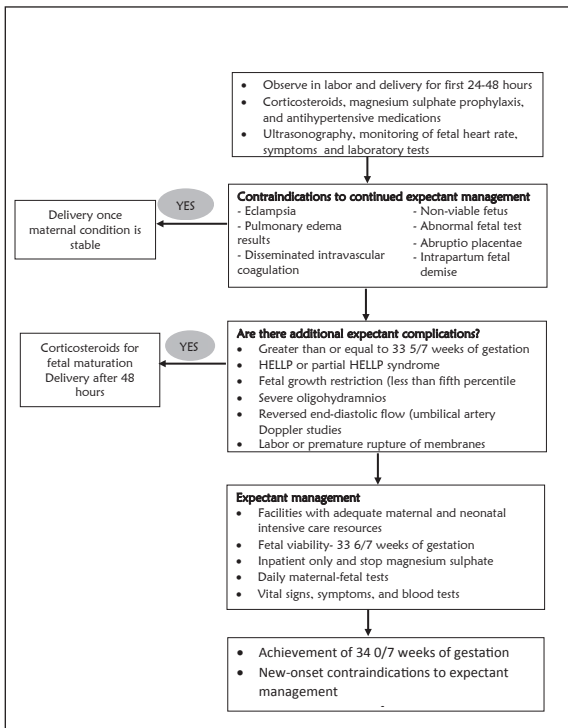 • Observe in labor and delivery for first 24-48 hours
• Corticosteroids, magnesium sulphate prophylaxis,
and antihypertensive medications
• Ultrasonography, monitoring of fetal heart rate,
symptoms and laboratory tests
YES
Delivery once
maternal condition is
stable
Contraindications to continued expectant management
- Eclampsia
- Pulmonary edema
results
- Disseminated intravascular
coagulation
- Non-viable fetus
- Abnormal fetal test
- Abruptio placentae
- Intrapartum fetal
demise
YES
Corticosteroids for
fetal maturation
Delivery after 48
hours
Are there additional expectant complications?
• Greater than or equal to 33 5/7 weeks of gestation
• HELLP or partial HELLP syndrome
• Fetal growth restriction (less than fifth percentile
• Severe oligohydramnios
• Reversed end-diastolic flow (umbilical artery
Doppler studies
• Labor or premature rupture of membranes
Expectant management
• Facilities with adequate maternal and neonatal
intensive care resources
• Fetal viability- 33 6/7 weeks of gestation
• Inpatient only and stop magnesium sulphate
• Daily maternal-fetal tests
• Vital signs, symptoms, and blood tests
• Achievement of 34 0/7 weeks of gestation
• New-onset contraindications to expectant
management
-